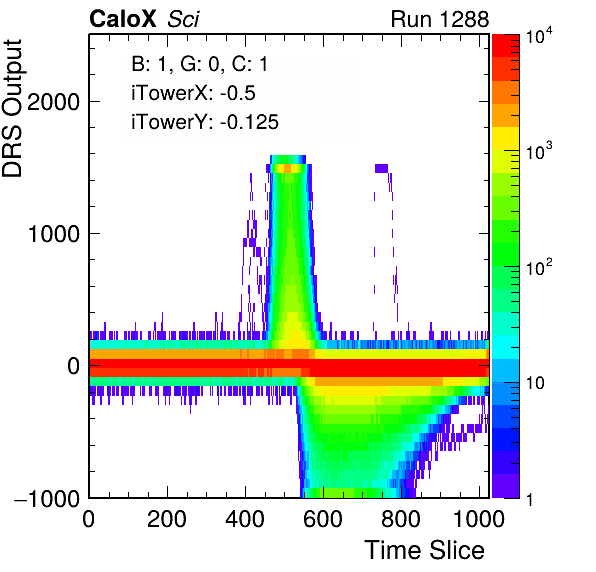 CaloX Sci Run 1288
B: 1, G: 0, C: 1
iTowerX: -0.5
iTowerY: -0.125
DRS Output
2000
1000
0
−1000
0 200 400 600 800 1000
Time Slice
10⁴
10³
10²
10
1